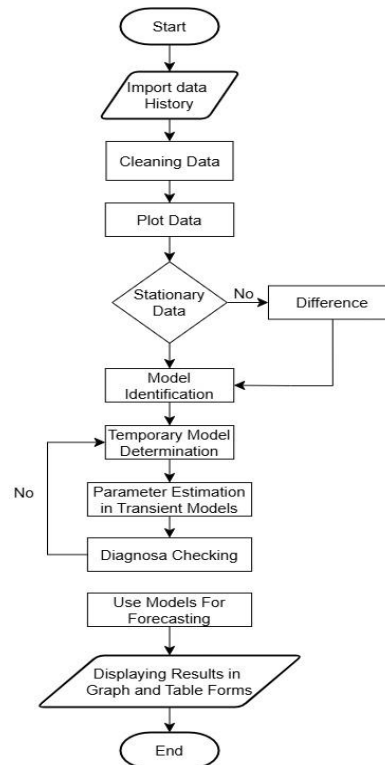 Start
Import data
History
Cleaning Data
Plot Data
Stationary
Data
No
Difference
Model
Identification
Temporary Model
Determination
No
Parameter Estimation
in Transient Models
Diagnosa Checking
Use Models For
Forecasting
Displaying Results in
Graph and Table Forms
End